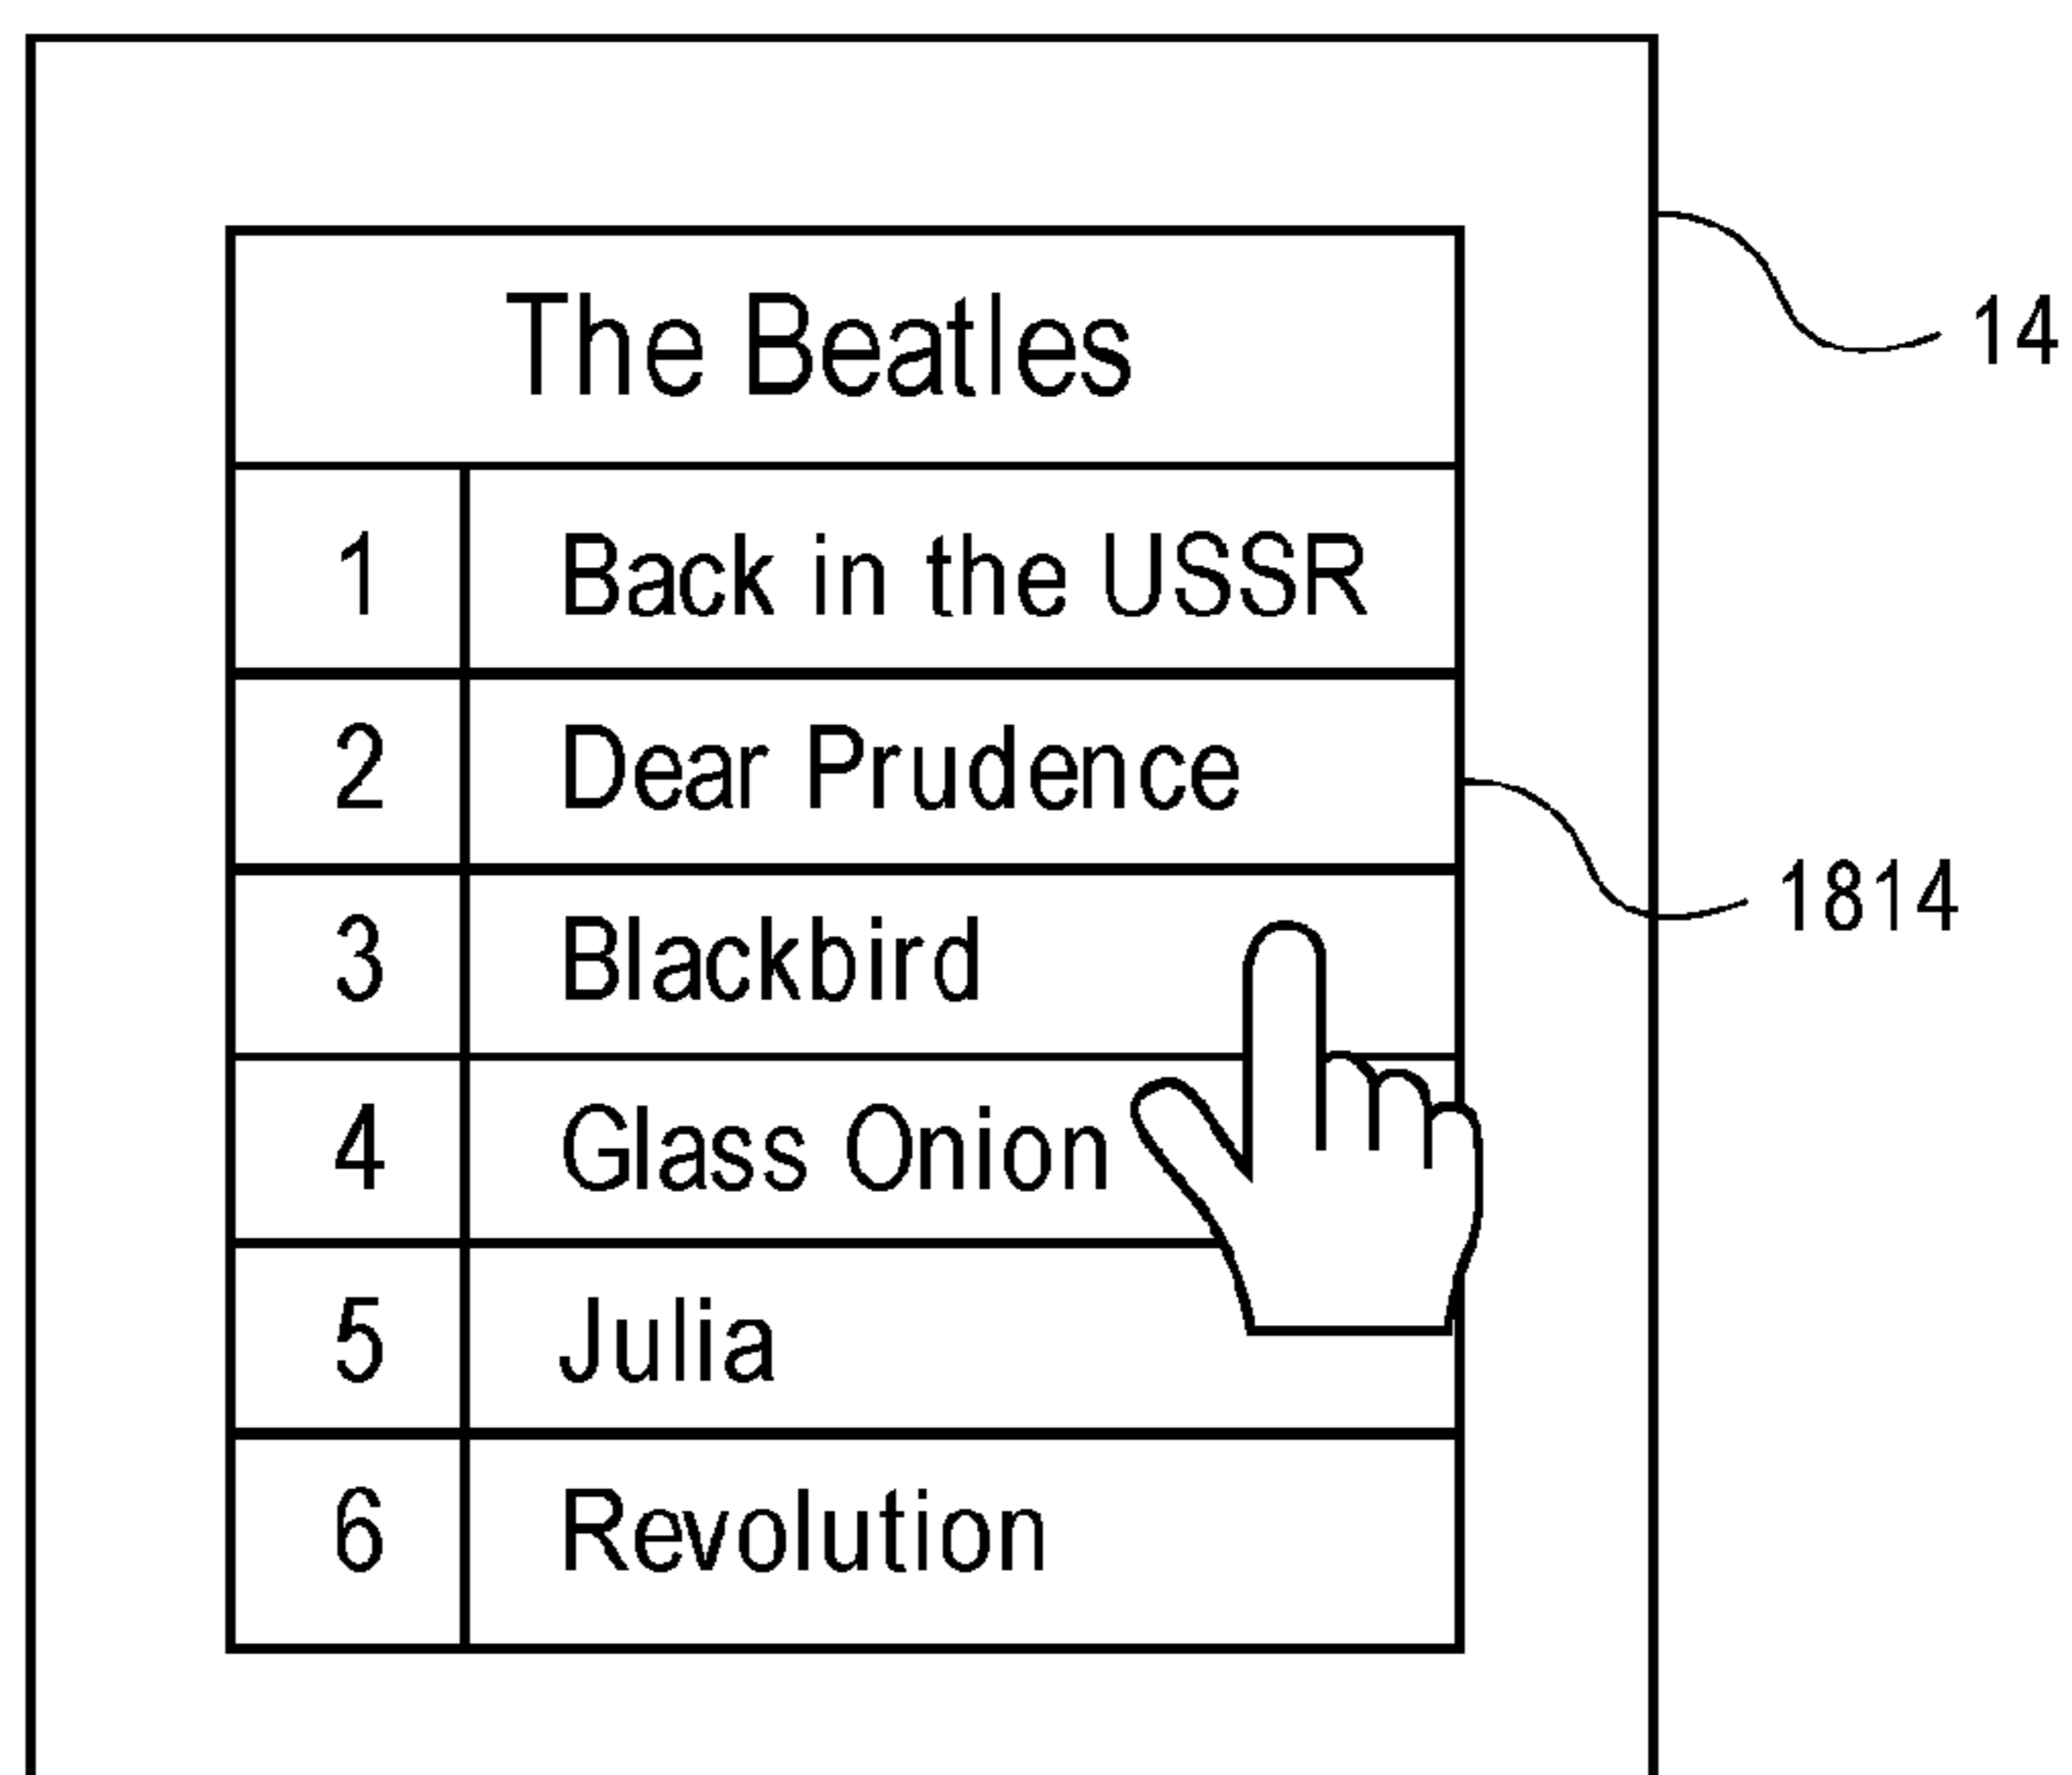 The Beatles
14
1 Back in the USSR
2 Dear Prudence
1814
3 Blackbird
4 Glass Onion
5 Julia
6 Revolution